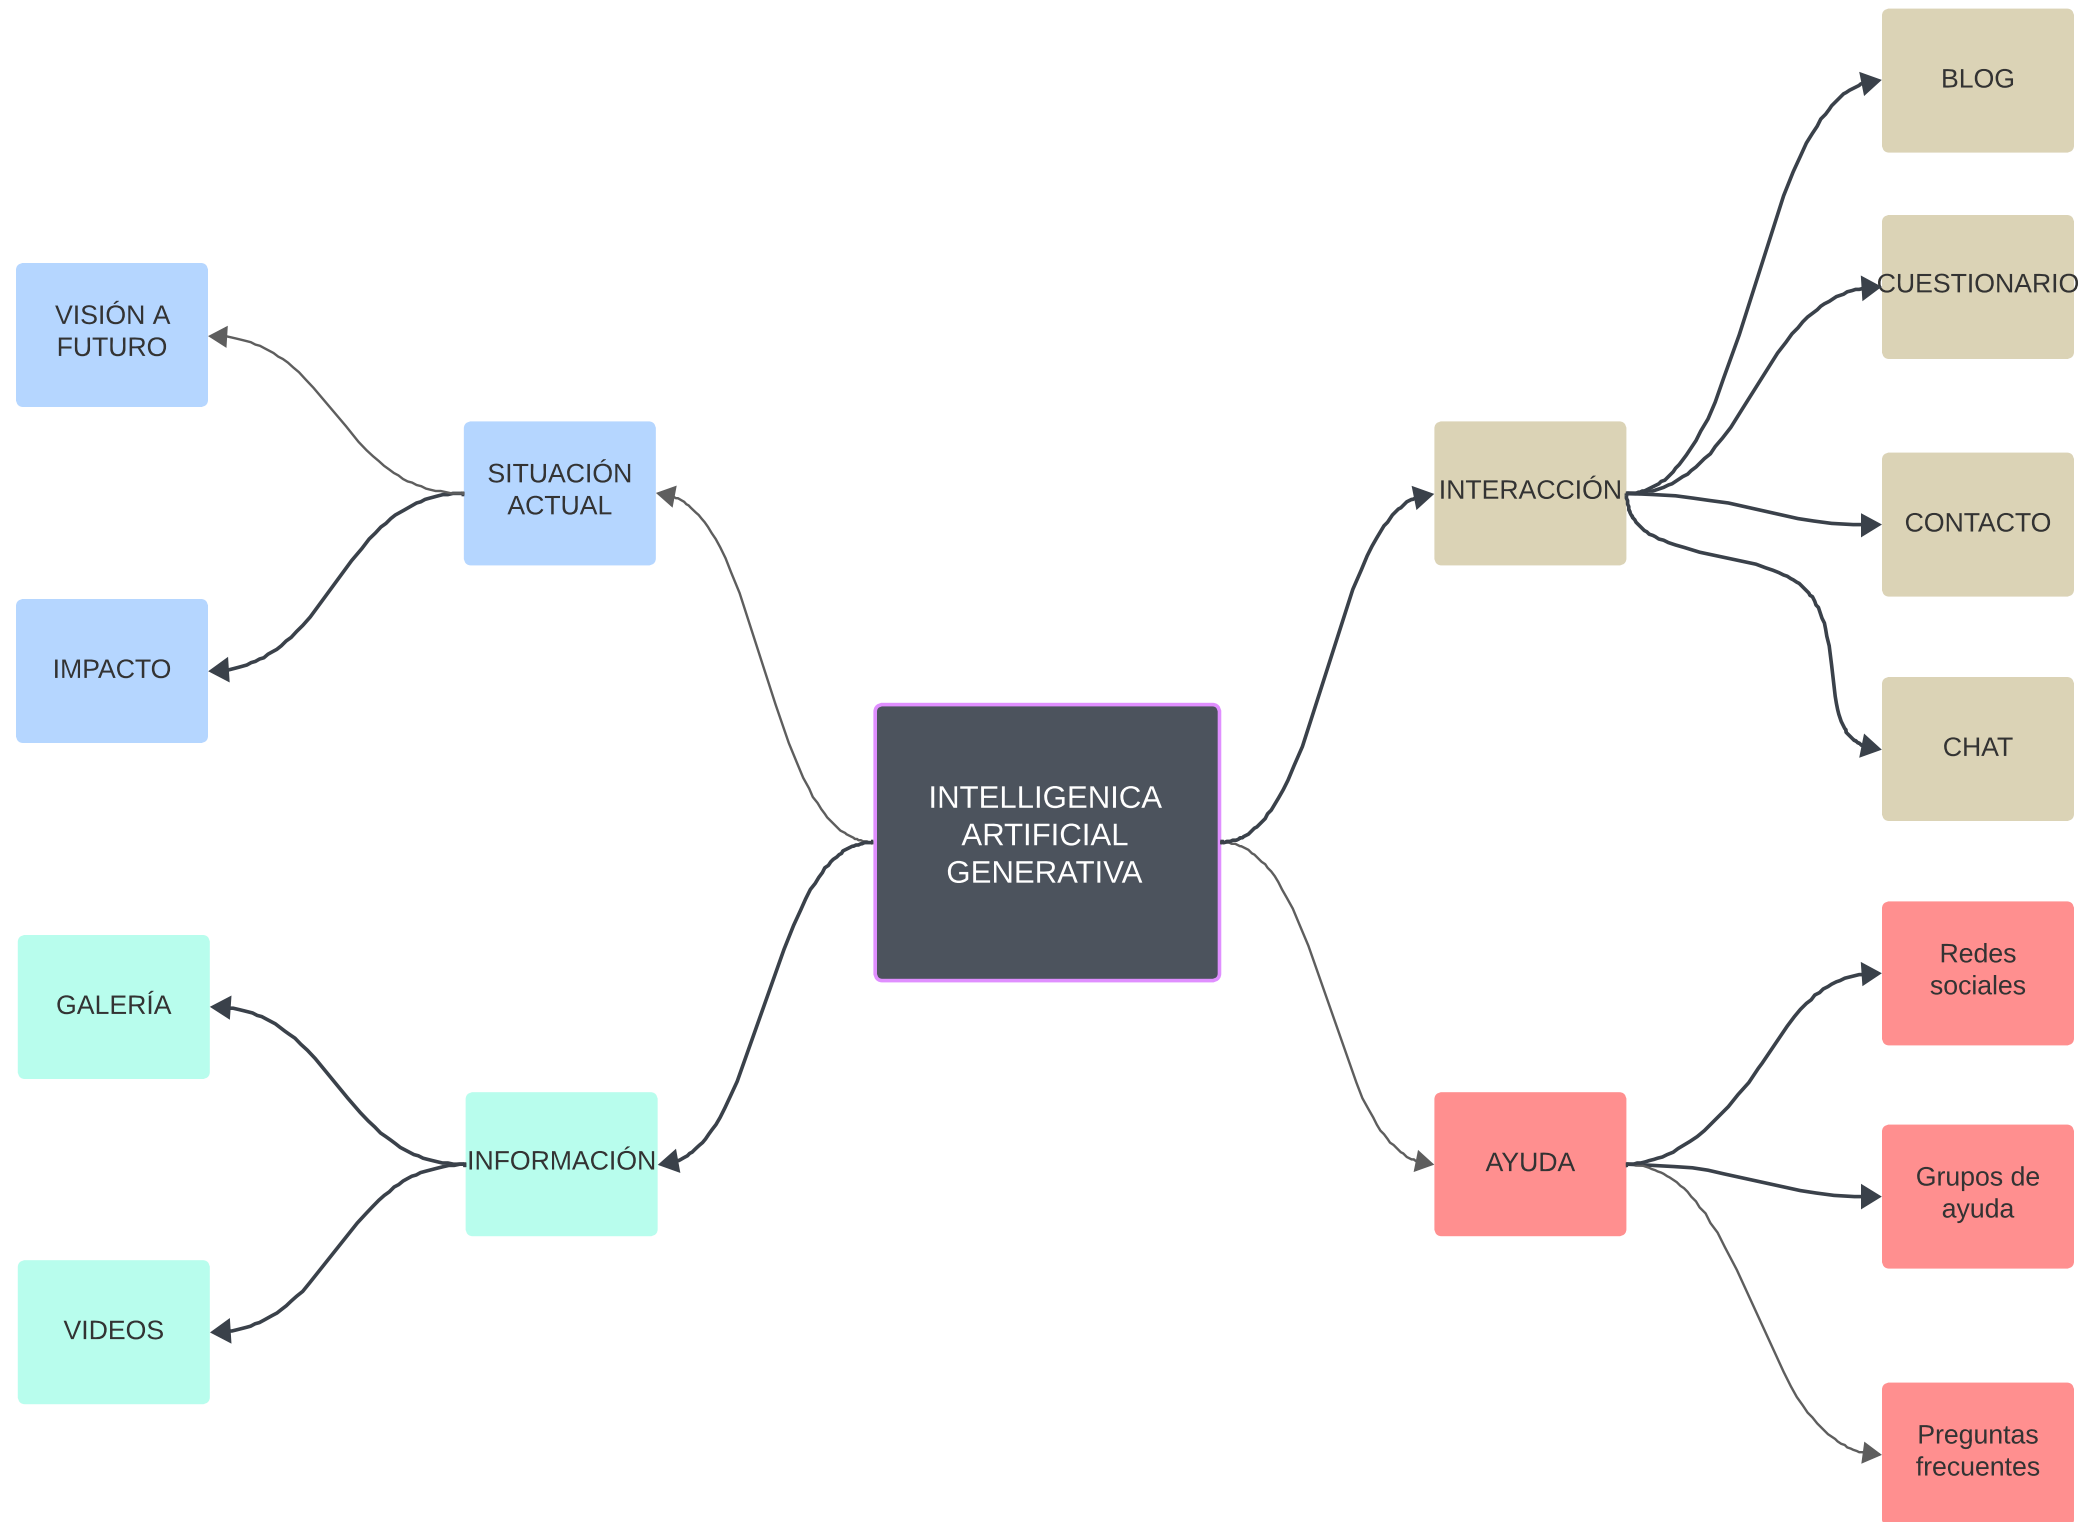 BLOG
CUESTIONARIO
VISIÓN A
FUTURO
SITUACIÓN
ACTUAL
INTERACCIÓN
CONTACTO
IMPACTO
CHAT
INTELLIGENICA
ARTIFICIAL
GENERATIVA
GALERÍA
Redes
sociales
INFORMACIÓN
AYUDA
Grupos de
ayuda
VIDEOS
Preguntas
frecuentes